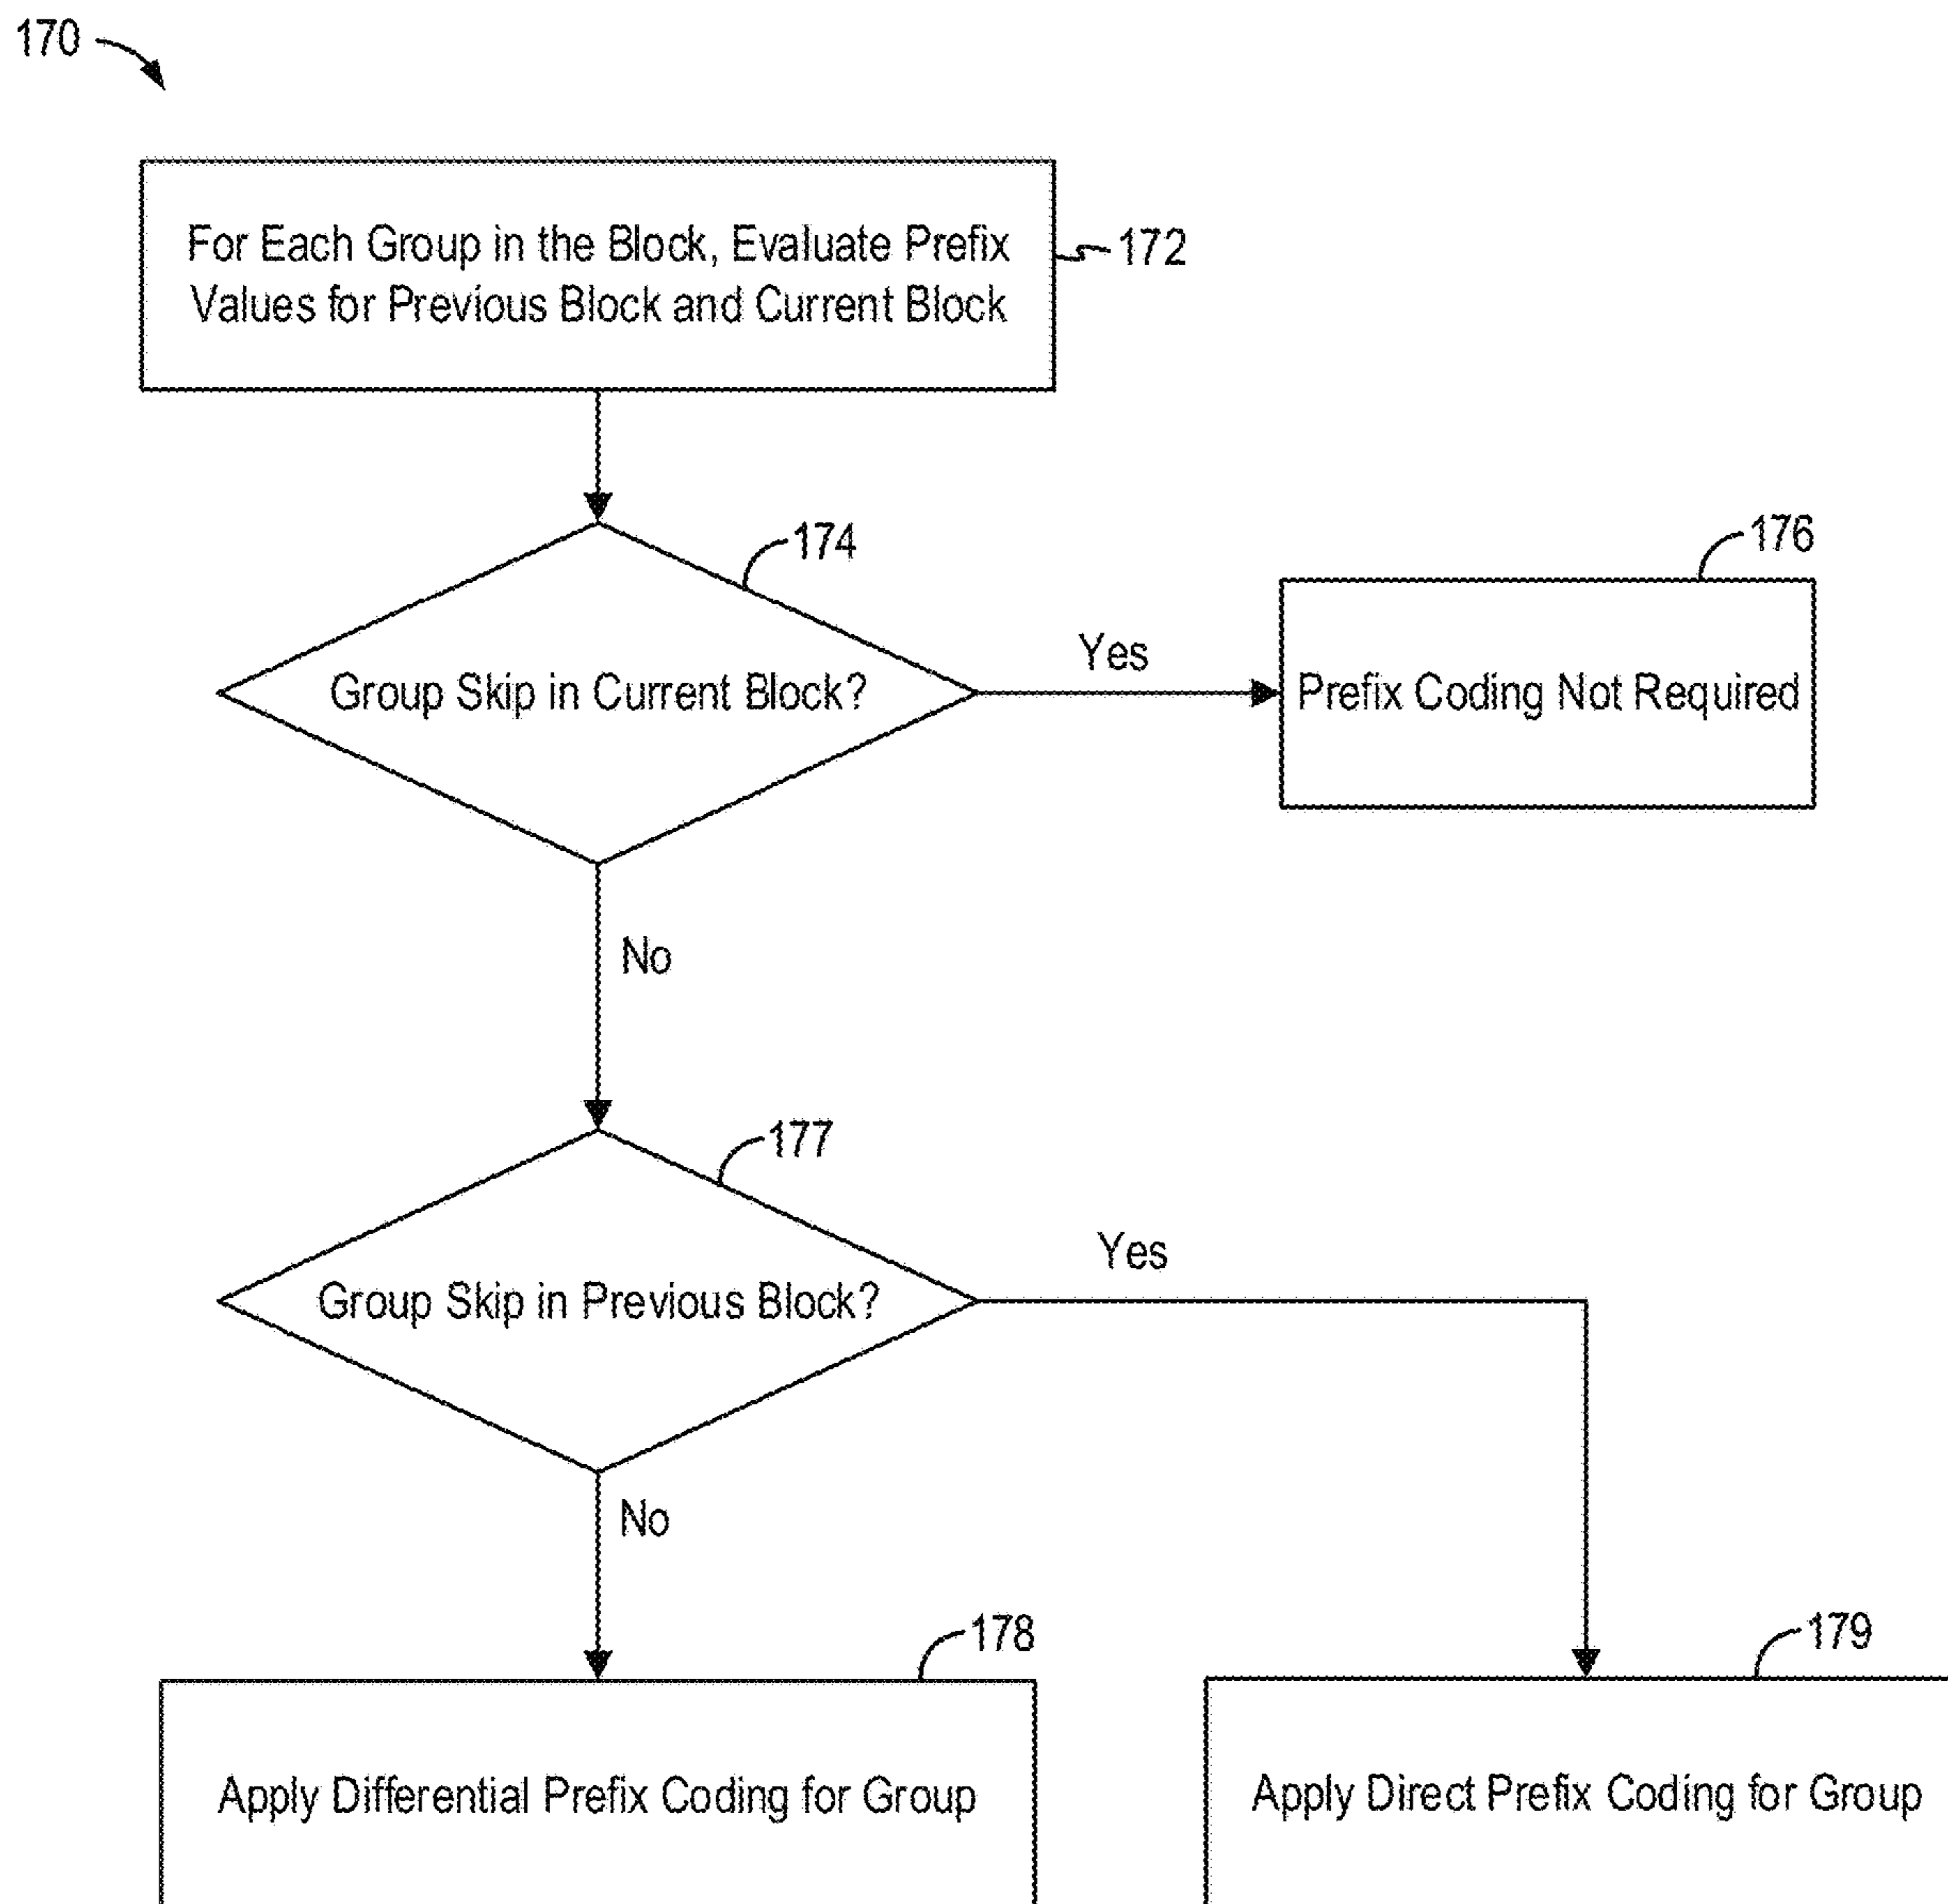 170
For Each Group in the Block, Evaluate Prefix
Values for Previous Block and Current Block
172
174
176
Group Skip in Current Block?
Yes
Prefix Coding Not Required
No
177
Group Skip in Previous Block?
Yes
No
178
179
Apply Differential Prefix Coding for Group
Apply Direct Prefix Coding for Group